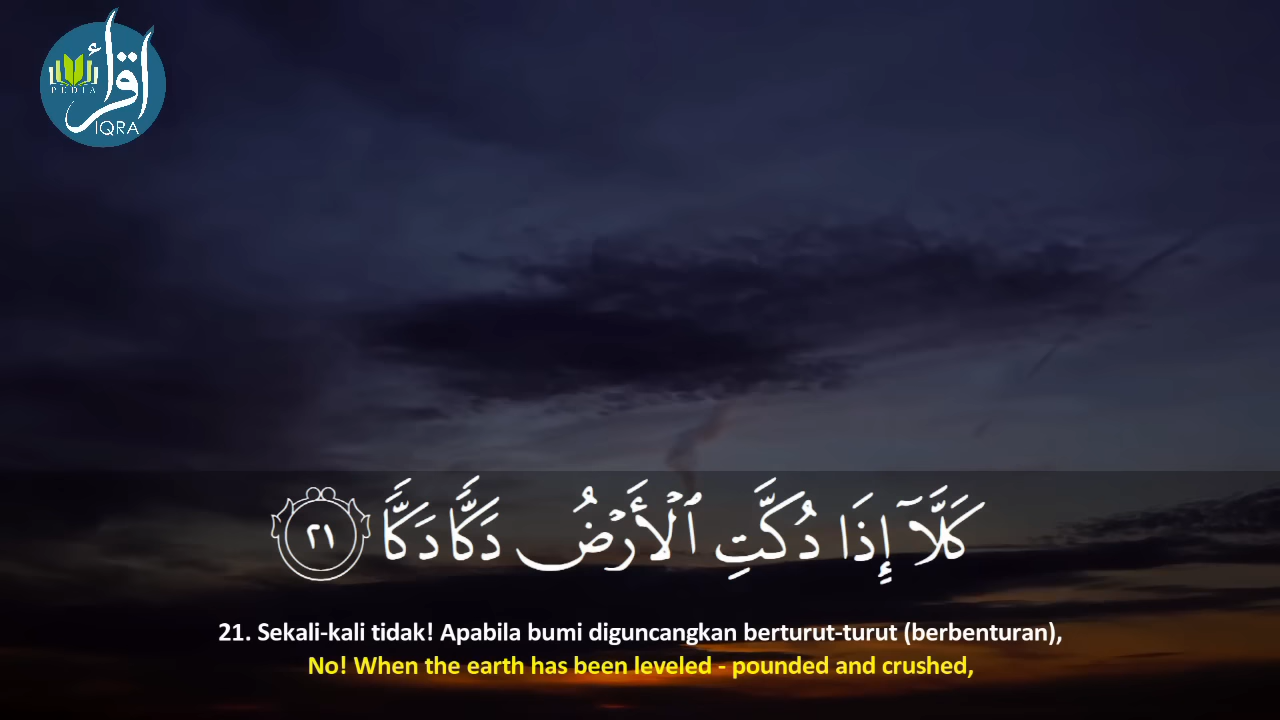 اقرأ
PEDIA
IQRA
كَلَّآ إِذَا دُكَّتِ ٱلْأَرْضُ دَكًّا دَكًّا ٢١
21. Sekali-kali tidak! Apabila bumi diguncangkan berturut-turut (berbenturan),
No! When the earth has been leveled - pounded and crushed,